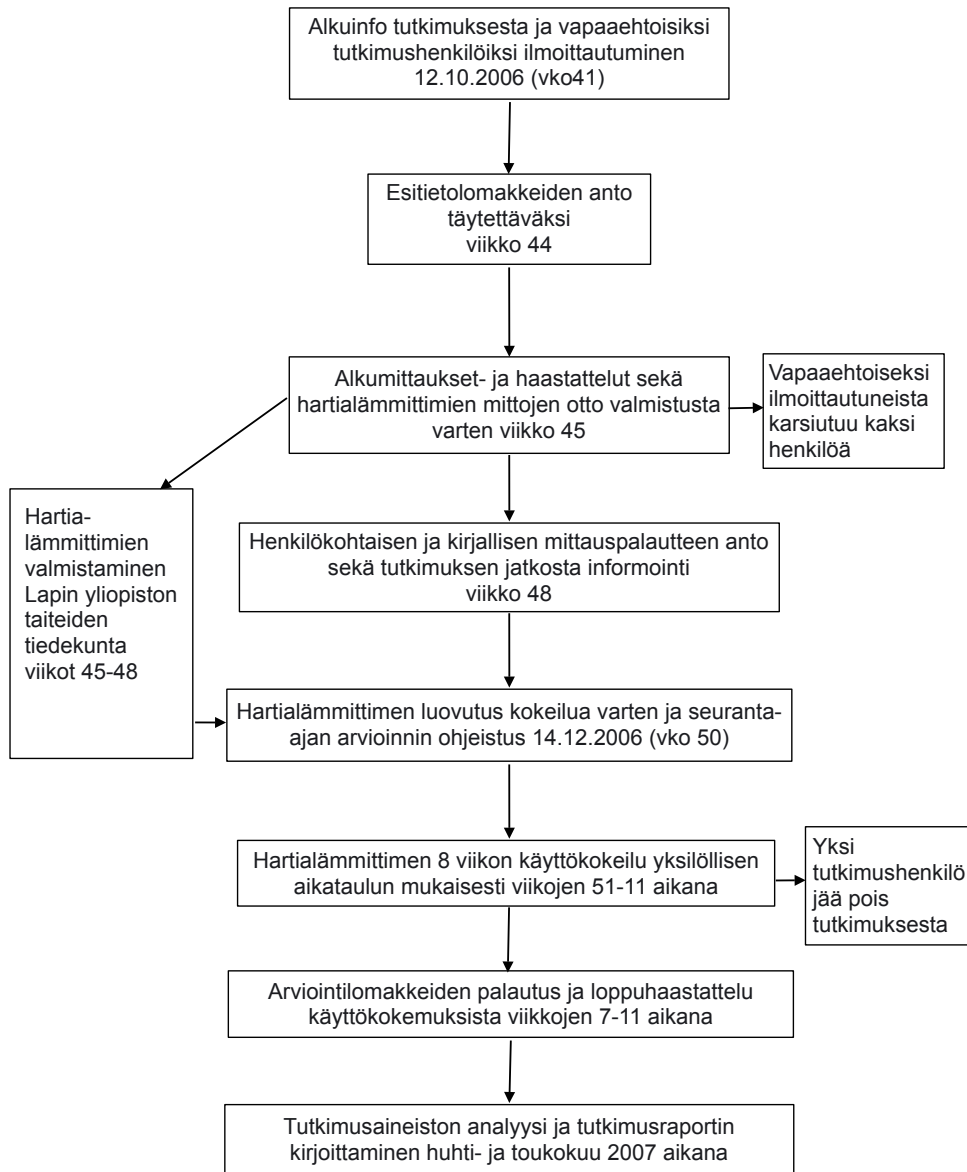 Alkuinfo tutkimuksesta ja vapaaehtoisiksi
tutkimushenkilöiksi ilmoittautuminen
12.10.2006 (vko41)
Esitietolomakkeiden anto
täytettäväksi
viikko 44
Alkumittaukset- ja haastattelut sekä
hartialämmittimien mittojen otto valmistusta
varten viikko 45
Vapaaehtoiseksi
ilmoittautuneista
karsiutuu kaksi
henkilöä
Hartia-
lämmittimien
valmistaminen
Lapin yliopiston
taiteiden
tiedekunta
viikot 45-48
Henkilökohtaisen ja kirjallisen mittauspalautteen anto
sekä tutkimuksen jatkosta informointi
viikko 48
Hartialämmittimen luovutus kokeilua varten ja seuranta-
ajan arvioinnin ohjeistus 14.12.2006 (vko 50)
Hartialämmittimen 8 viikon käyttökokeilu yksilöllisen
aikataulun mukaisesti viikojen 51-11 aikana
Yksi
tutkimushenkilö
jää pois
tutkimuksesta
Arviointilomakkeiden palautus ja loppuhaastattelu
käyttökokemuksista viikkojen 7-11 aikana
Tutkimusaineiston analyysi ja tutkimusraportin
kirjoittaminen huhti- ja toukokuu 2007 aikana